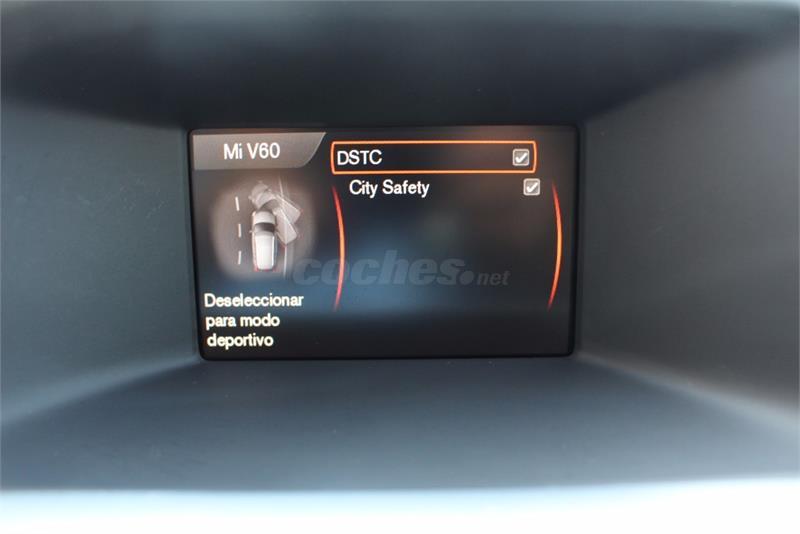 Mi V60
DSTC
City Safety
coches.net
Deseleccionar
para modo
deportivo